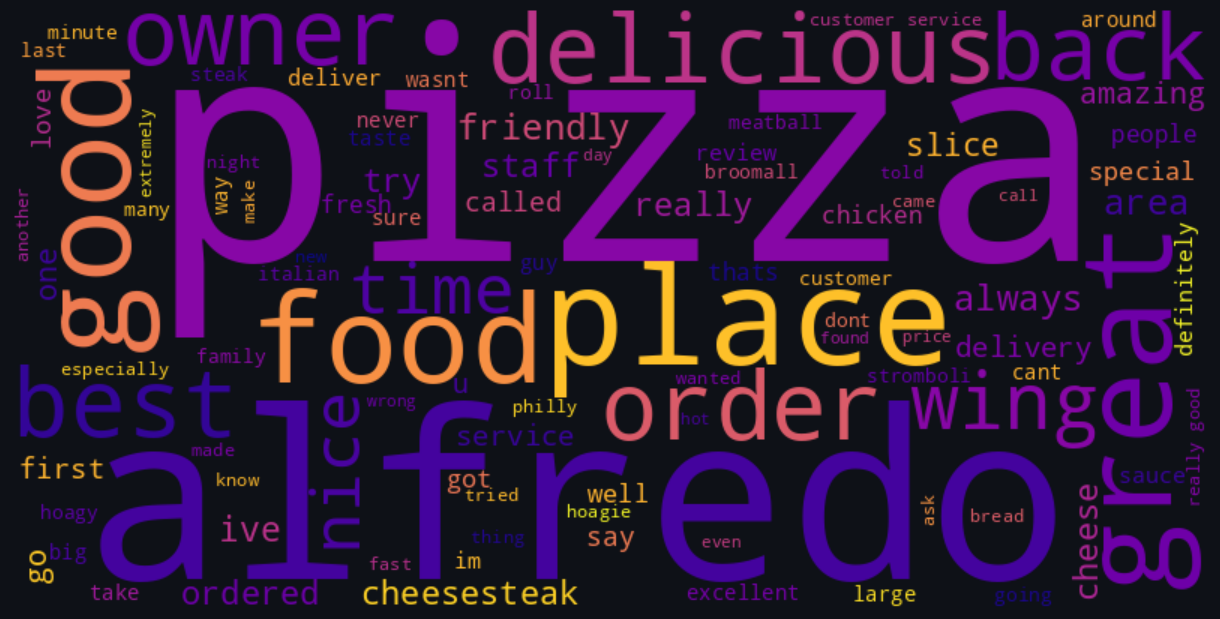 minute
last
owner
delicious
customer service
back
around
steak
deliver
wasnt
roll
amazing
love
good
extremely
pizza
never
taste
friendly
meatball
slice
people
night
staff
day
review
broomall
told
special
way
make
try
fresh
called
really
came
call
area
many
sure
chicken
another
one
new
italian
time
guy
thats
customer
always
definitely
great
food
place
dont
found
price
delivery
family
especially
best
u
wanted
stromboli
cant
wrong
philly
order
hot
wing
really good
alfredo
nice
service
made
first
know
got
tried
well
hoagie
sauce
hoagy
ive
thing
say
even
ask
bread
cheese
go
big
fast
im
take
ordered
cheesesteak
excellent
large
going